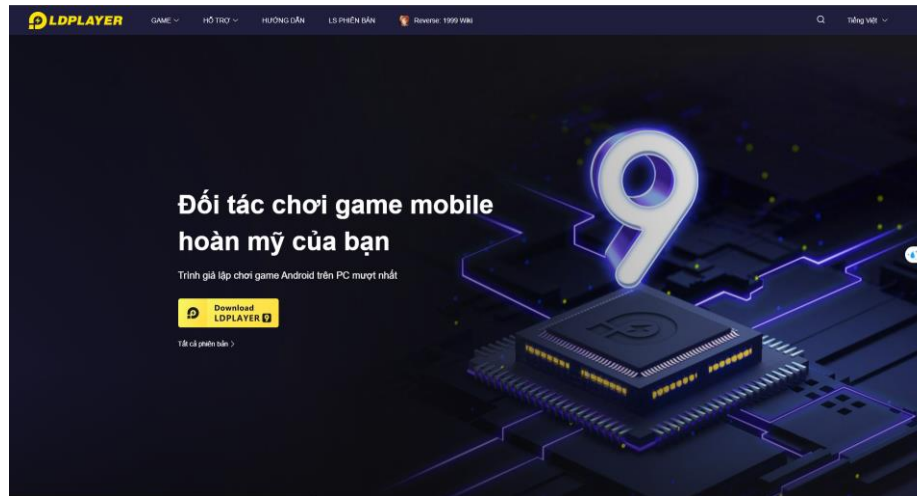 LDPLAYER
GAME
HỖ TRỢ
HƯỚNG DẪN
LS PHIÊN BẢN
Reverse: 1999 Wiki
Tiếng Việt
9
Đối tác chơi game mobile
hoàn mỹ của bạn
Trình giả lập chơi game Android trên PC mượt nhất
Download
LDPLAYER 9
Tất cả phiên bản >